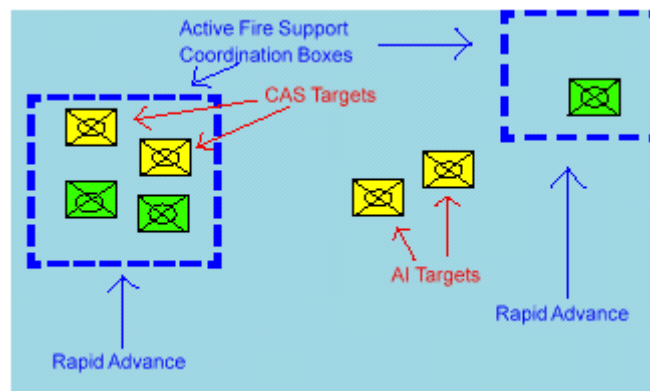 Active Fire Support
Coordination Boxes
CAS Targets
AI Targets
Rapid Advance
Rapid Advance